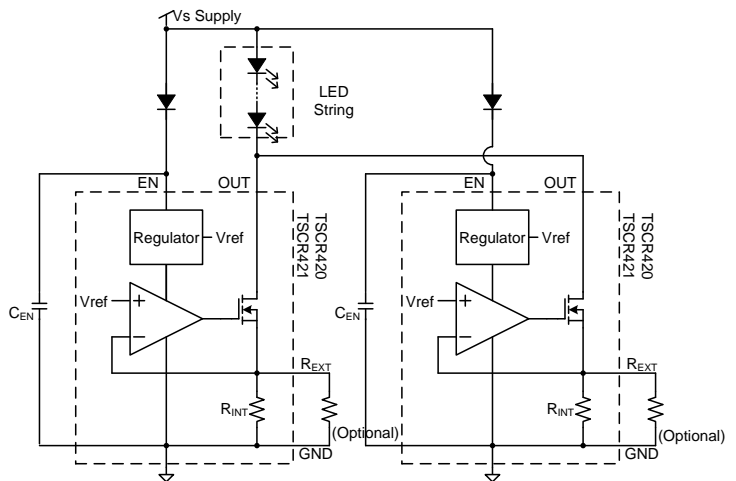 Vs Supply
LED
String
EN
OUT
EN
OUT
Regulator
Vref
TSCR420
TSCR421
Regulator
Vref
TSCR420
TSCR421
CEN
Vref
+
−
CEN
Vref
+
−
REXT
REXT
RINT
(Optional)
RINT
(Optional)
GND
GND